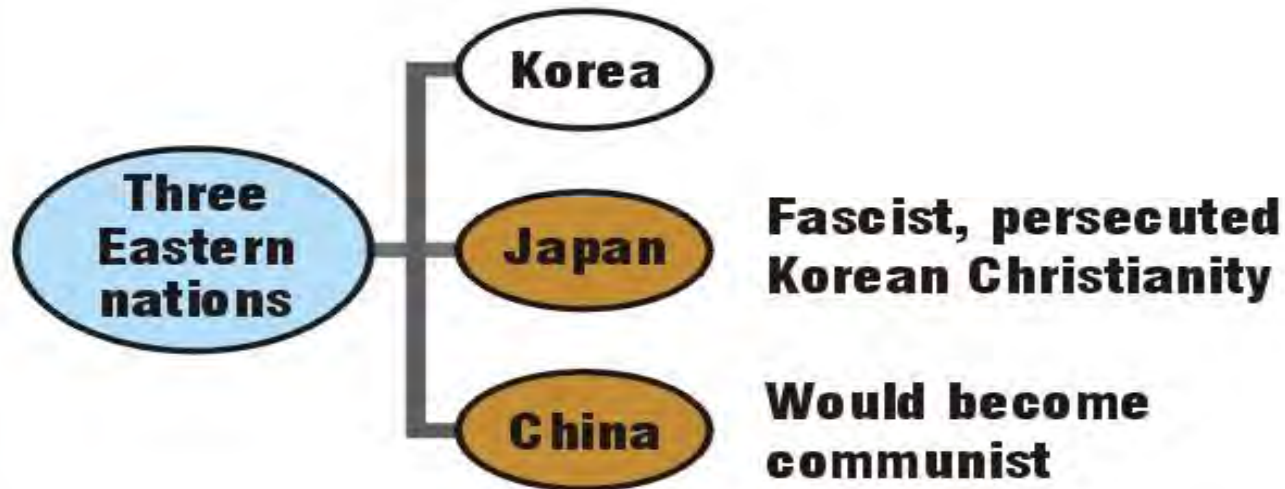 Korea
Three
Eastern
nations
Japan
Fascist, persecuted
Korean Christianity
China
Would become
communist